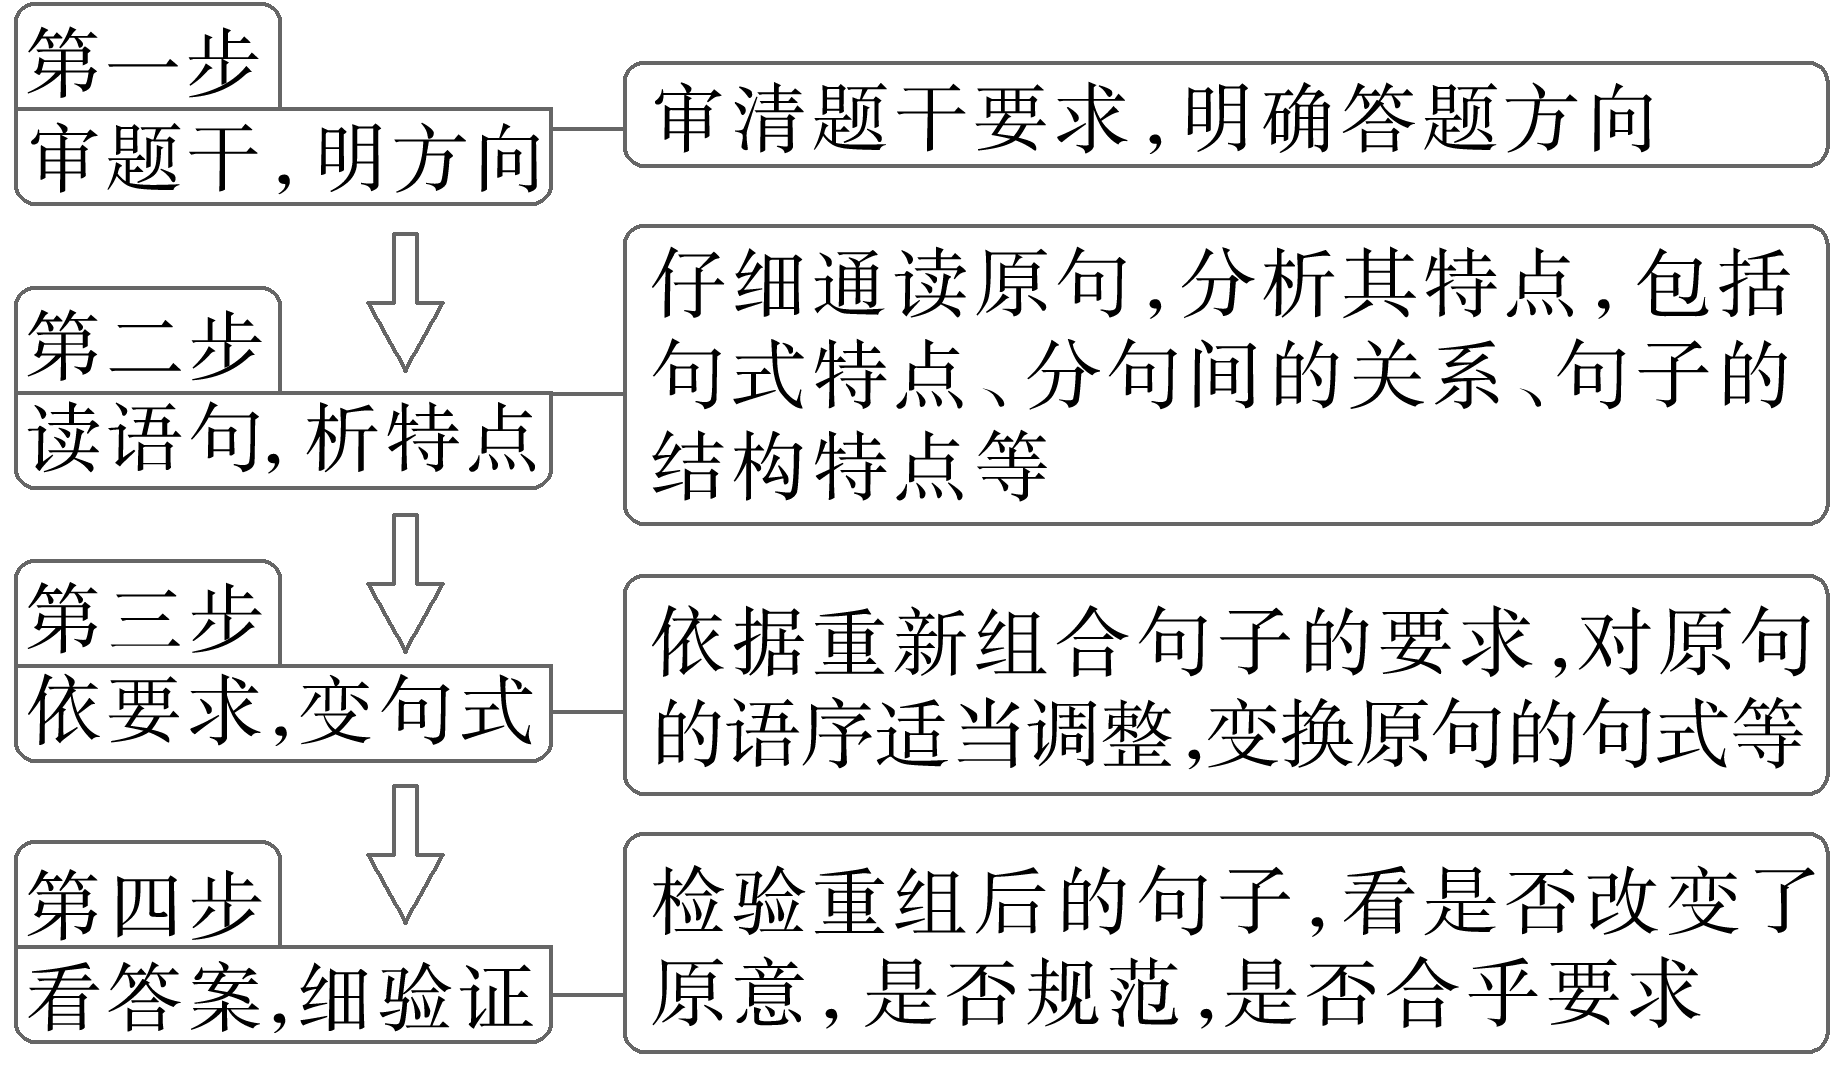 第一步
审题干,明方向
审清题干要求,明确答题方向
第二步
读语句,析特点
仔细通读原句,分析其特点,包括
句式特点、分句间的关系、句子的
结构特点等
第三步
依要求,变句式
依据重新组合句子的要求,对原句
的语序适当调整,变换原句的句式等
第四步
看答案,细验证
检验重组后的句子,看是否改变了
原意,是否规范,是否合乎要求